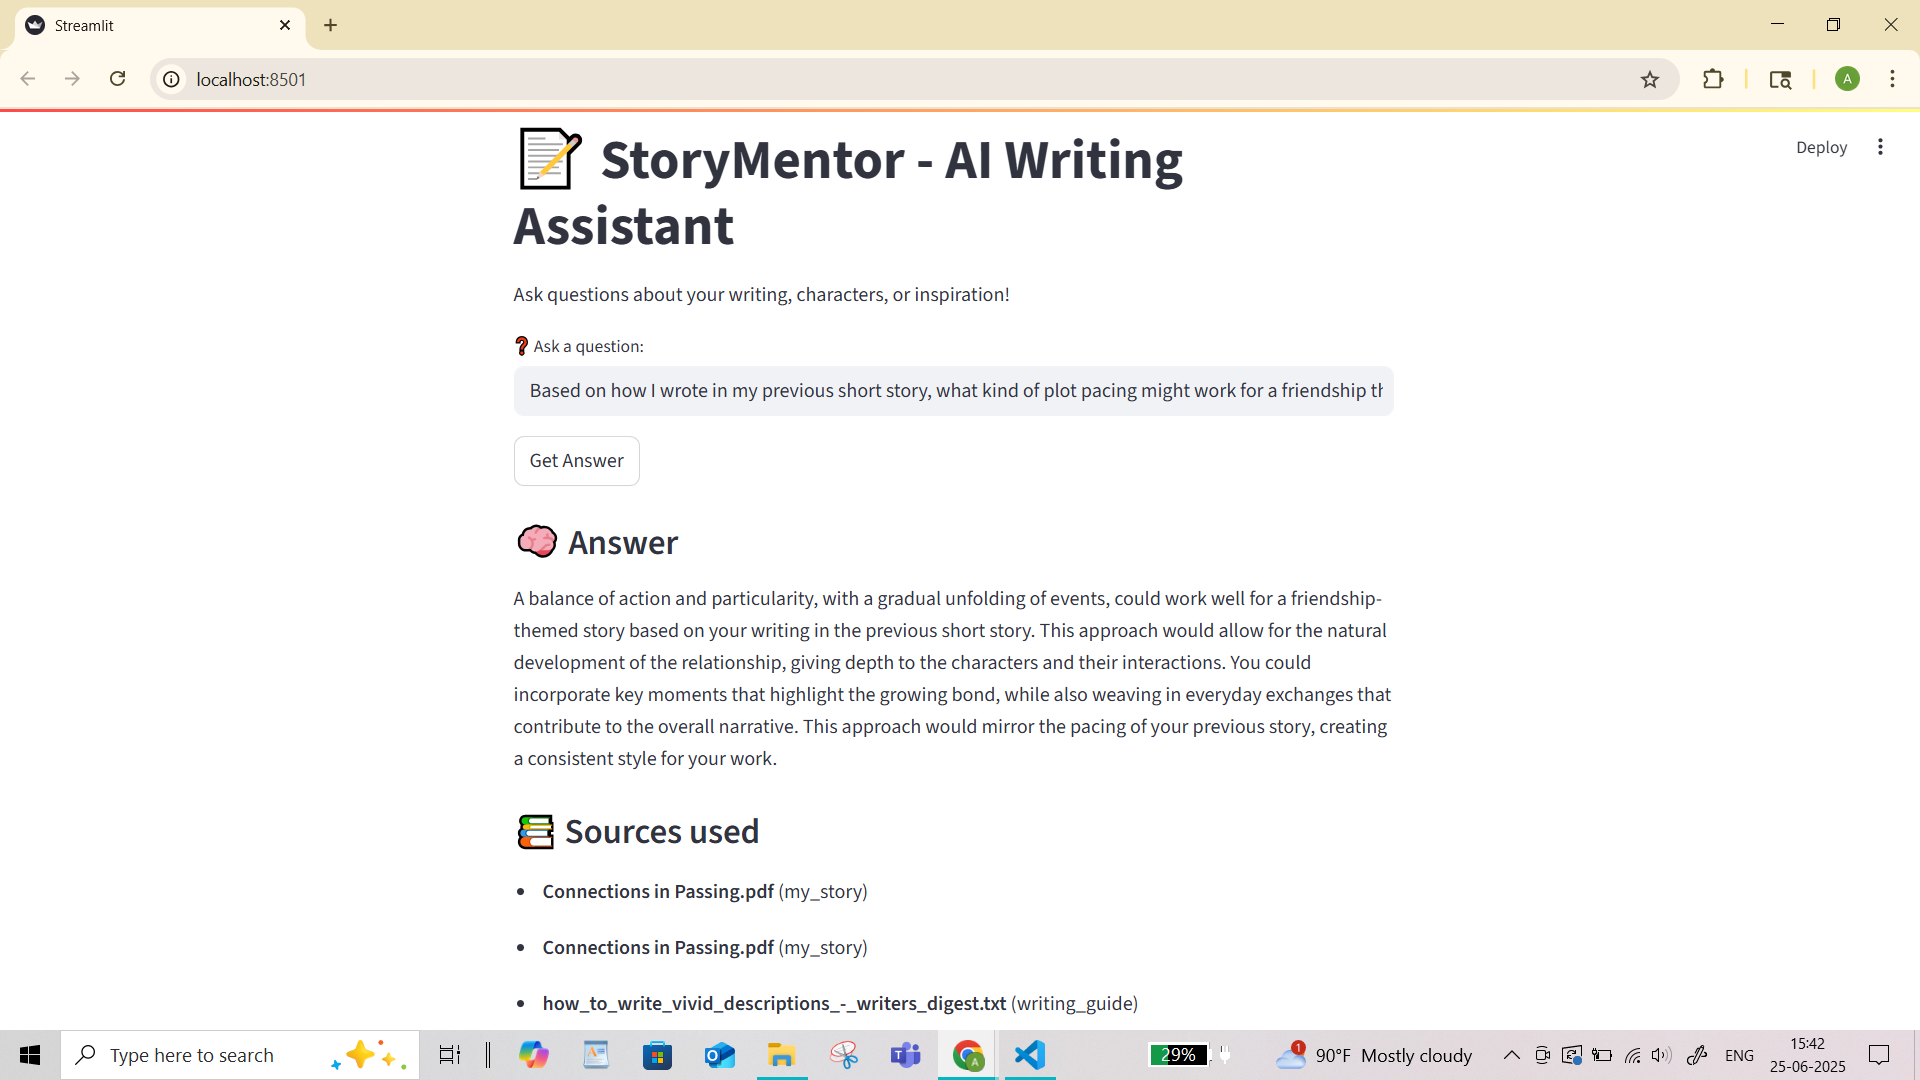 Streamlit
localhost:8501
A
Deploy
StoryMentor - AI Writing
Assistant
Ask questions about your writing, characters, or inspiration!
Ask a question:
Based on how I wrote in my previous short story, what kind of plot pacing might work for a friendship th
Get Answer
Answer
A balance of action and particularity, with a gradual unfolding of events, could work well for a friendship-
themed story based on your writing in the previous short story. This approach would allow for the natural
development of the relationship, giving depth to the characters and their interactions. You could
incorporate key moments that highlight the growing bond, while also weaving in everyday exchanges that
contribute to the overall narrative. This approach would mirror the pacing of your previous story, creating
a consistent style for your work.
Sources used
Connections in Passing.pdf (my_story)
Connections in Passing.pdf (my_story)
how_to_write_vivid_descriptions_-_writers_digest.txt (writing_guide)
Type here to search
29%
1
90°F Mostly cloudy
ENG
15:42
25-06-2025